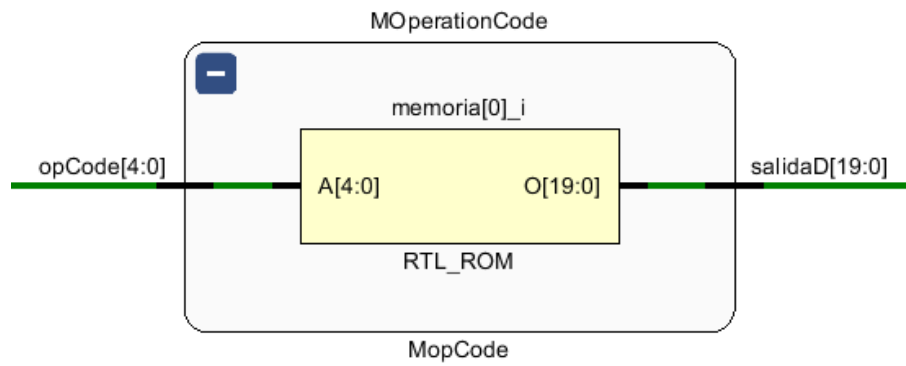 MOperationCode
memoria[0]_i
opCode[4:0]
salidaD[19:0]
A[4:0]
O[19:0]
RTL_ROM
MopCode